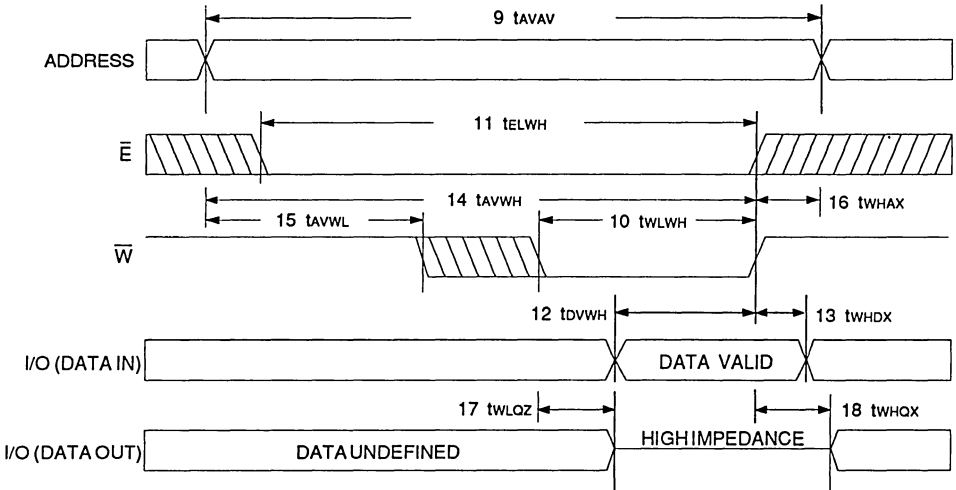 9 tAVAV
ADDRESS
11 tELWH
E
14 tAVWH
16 tWHAX
15 tAVWL
10 tWLWH
W
12 tDVWH
13 tWHDX
I/O (DATA IN)
DATA VALID
17 tWLQZ
18 tWHQX
HIGH IMPEDANCE
I/O (DATA OUT)
DATA UNDEFINED